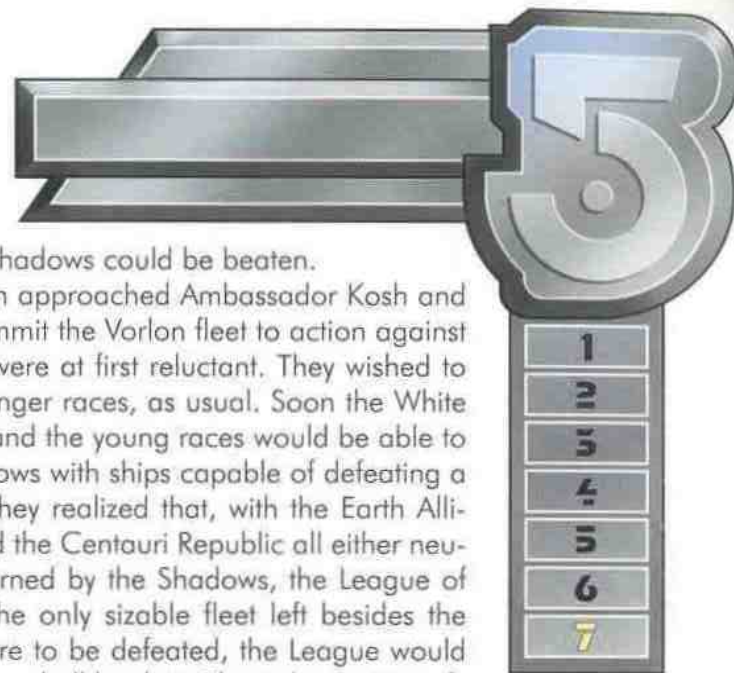 5
hadows could be beaten.
n approached Ambassador Kosh and
mmit the Vorlon fleet to action against
were at first reluctant. They wished to
nger races, as usual. Soon the White
and the young races would be able to
ows with ships capable of defeating a
they realized that, with the Earth Alli-
d the Centauri Republic all either neu-
rned by the Shadows, the League of
he only sizable fleet left besides the
re to be defeated, the League would
1
2
3
4
5
6
7